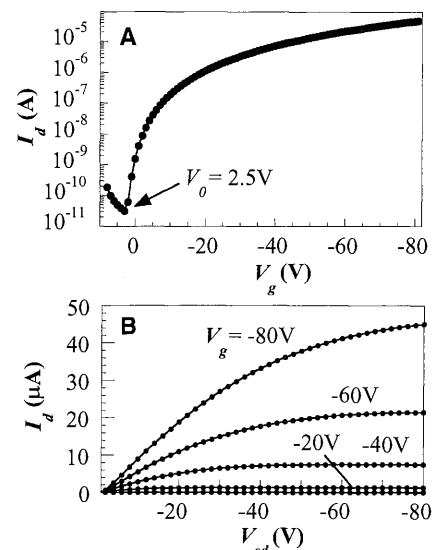 A
I_d (A)
10^-5
10^-6
10^-7
10^-8
10^-9
10^-10
10^-11
V_0 = 2.5V
0 -20 -40 -60 -80
V_g (V)
B
I_d (μA)
50
40
30
20
10
0
V_g = -80V
-60V
-20V -40V
-20 -40 -60 -80
V_sd (V)